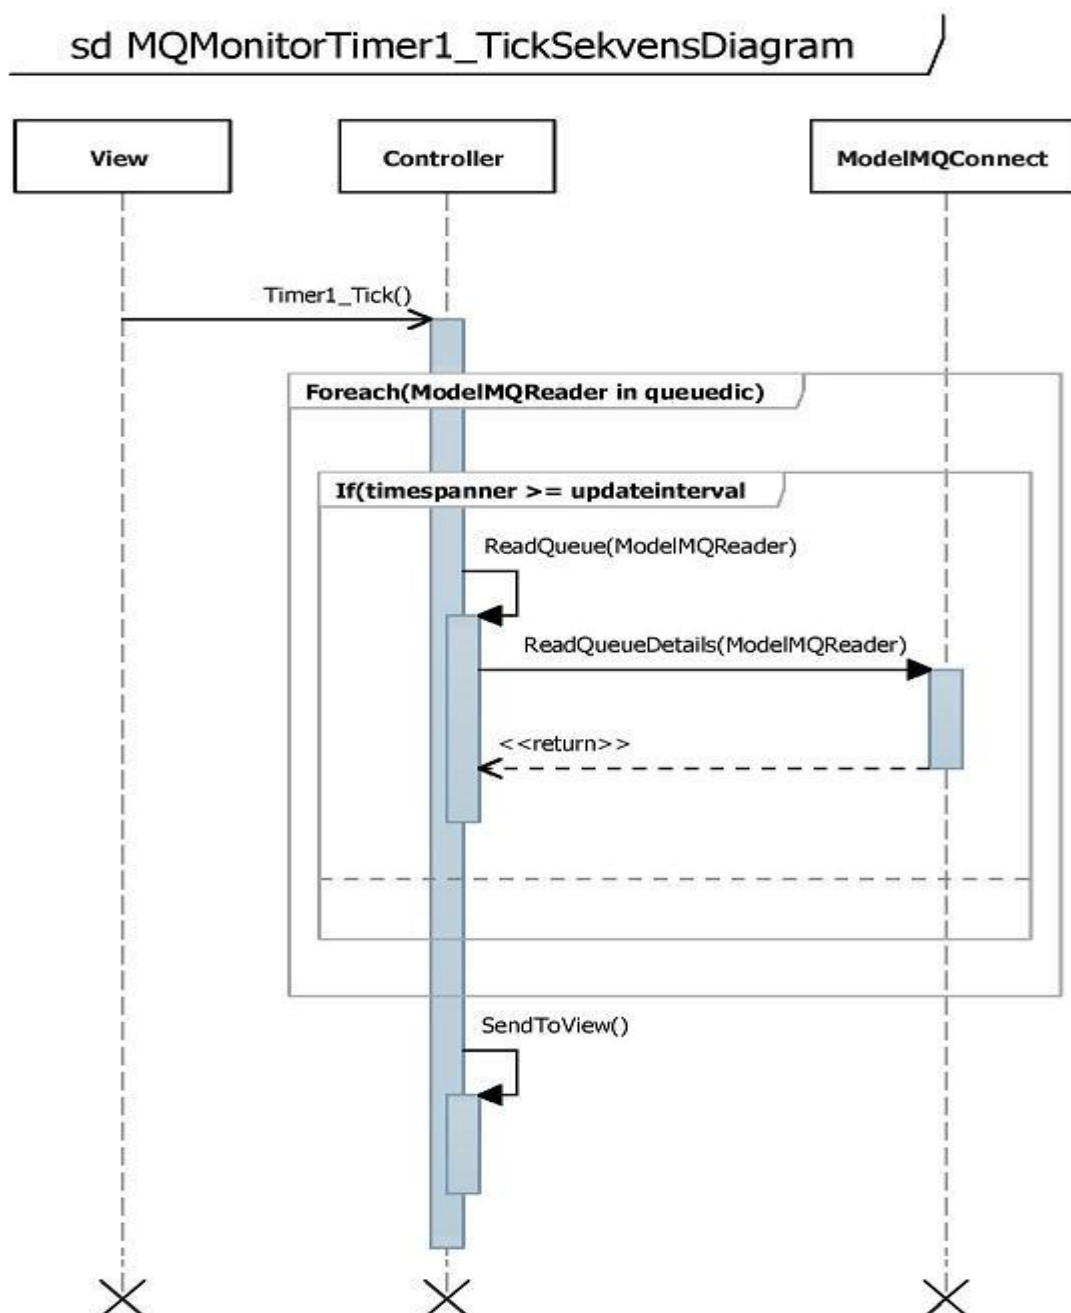 sd MQMonitorTimer1_TickSekvensDiagram
View
Controller
ModelMQConnect
Timer1_Tick()
Foreach(ModelMQReader in queuedic)
If(timespanner >= updateinterval
ReadQueue(ModelMQReader)
ReadQueueDetails(ModelMQReader)
<<return>>
SendToView()